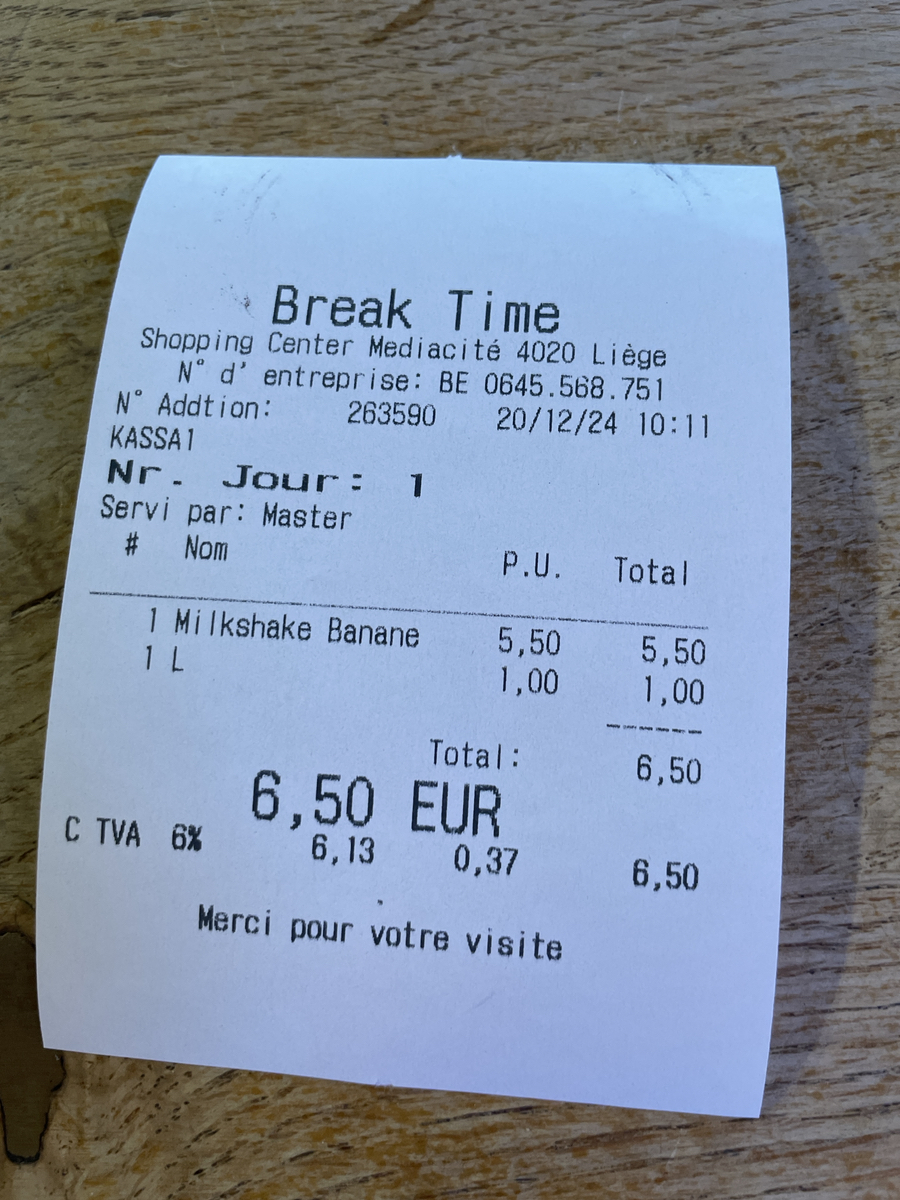 Break Time
Shopping Center Mediacité 4020 Liège
N° d' entreprise: BE 0645.568.751
N° Addtion: 263590 20/12/24 10:11
KASSA1
Nr. Jour: 1
Servi par: Master
# Nom P.U. Total
1 Milkshake Banane 5,50 5,50
1 L 1,00 1,00
Total: 6,50
6,50 EUR
C TVA 6% 6,13 0,37 6,50
Merci pour votre visite